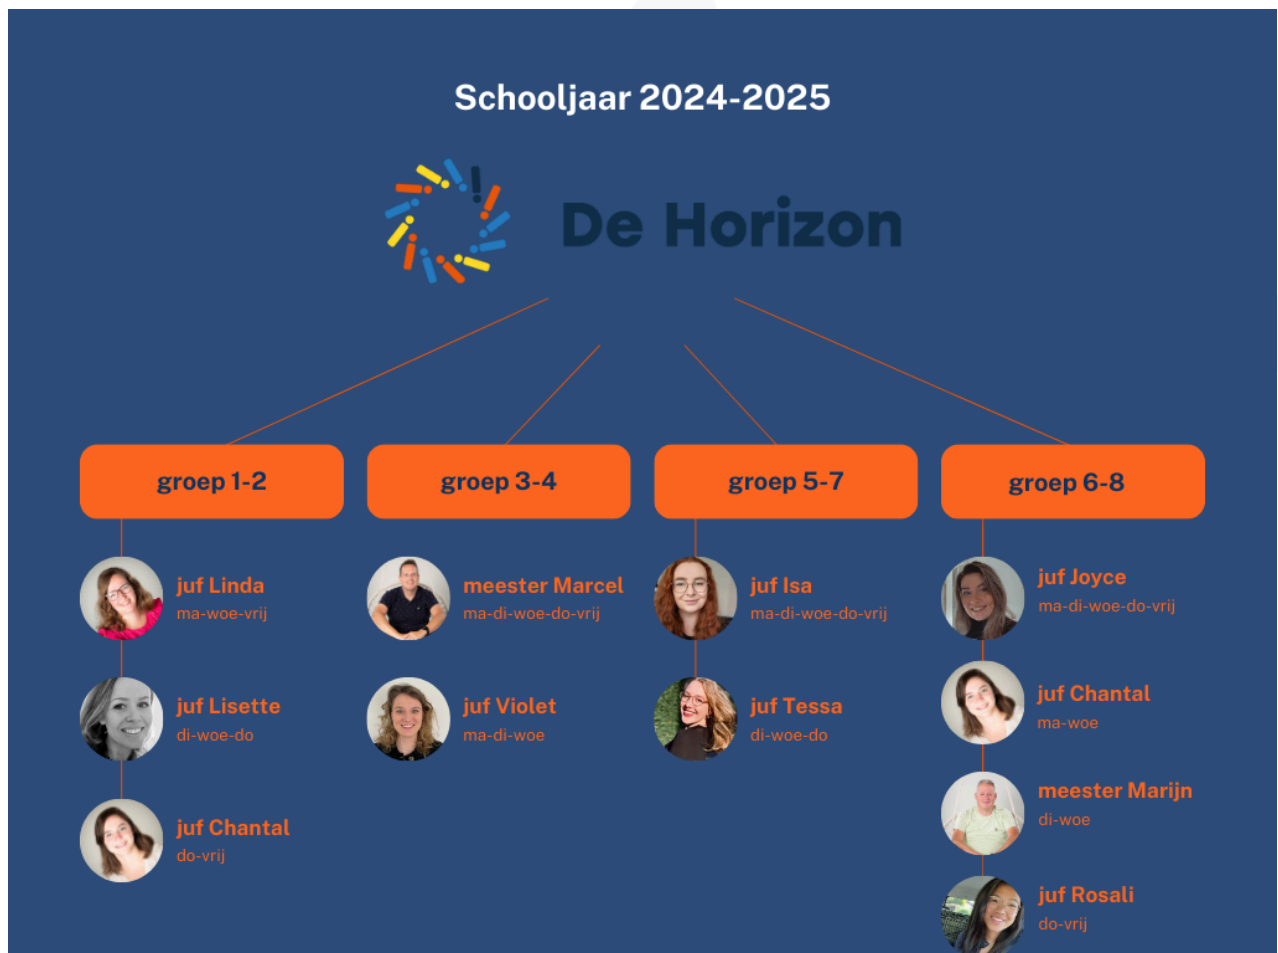 Schooljaar 2024-2025
De Horizon
groep 1-2
juf Linda
ma-woe-vrij
juf Lisette
di-woe-do
juf Chantal
do-vrij
groep 3-4
meester Marcel
ma-di-woe-do-vrij
juf Violet
ma-di-woe
groep 5-7
juf Isa
ma-di-woe-do-vrij
juf Tessa
di-woe-do
groep 6-8
juf Joyce
ma-di-woe-do-vrij
juf Chantal
ma-woe
meester Marijn
di-woe
juf Rosali
do-vrij